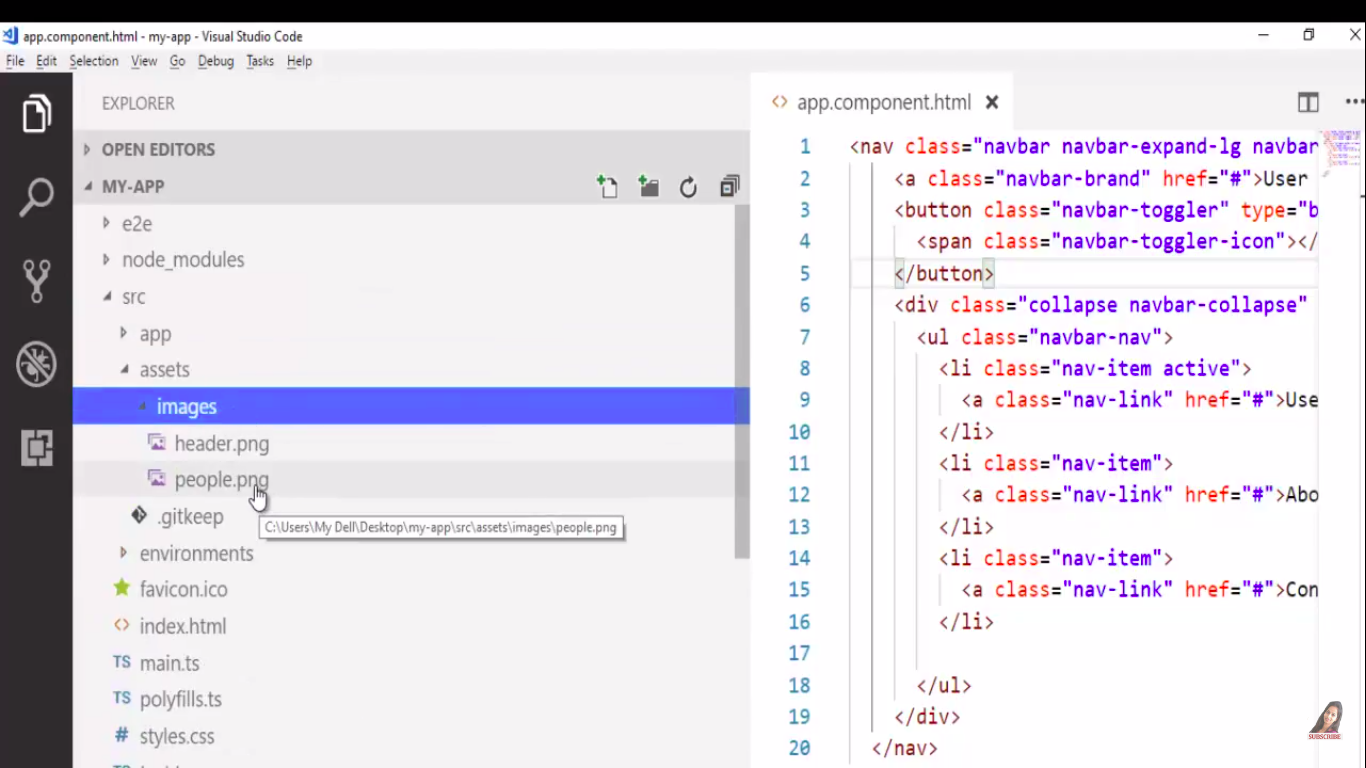 app.component.html - my-app - Visual Studio Code
File Edit Selection View Go Debug Tasks Help
EXPLORER
OPEN EDITORS
MY-APP
e2e
node_modules
src
app
assets
images
header.png
people.png
.gitkeep
C:\Users\My Dell\Desktop\my-app\src\assets\images\people.png
environments
favicon.ico
index.html
TS main.ts
TS polyfills.ts
# styles.css
<> app.component.html
1 <nav class="navbar navbar-expand-lg navbar
2 <a class="navbar-brand" href="#">User
3 <button class="navbar-toggler" type="b
4 <span class="navbar-toggler-icon"></
5 </button>
6 <div class="collapse navbar-collapse"
7 <ul class="navbar-nav">
8 <li class="nav-item active">
9 <a class="nav-link" href="#">Use
10 </li>
11 <li class="nav-item">
12 <a class="nav-link" href="#">Abo
13 </li>
14 <li class="nav-item">
15 <a class="nav-link" href="#">Con
16 </li>
17
18 </ul>
19 </div>
20 </nav>
SUBSCRIBE